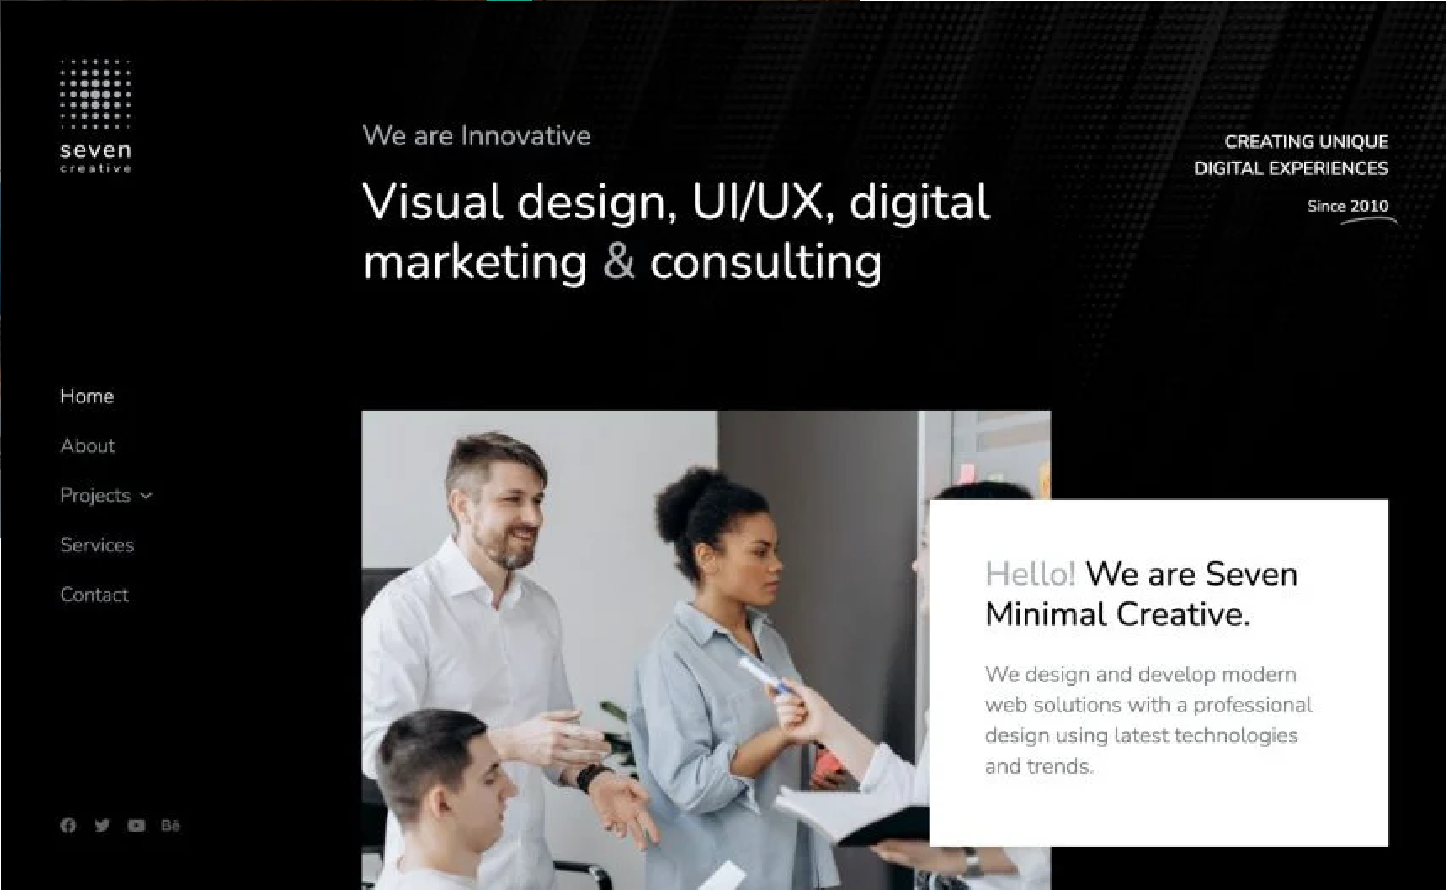 seven
creative
Home
About
Projects
Services
Contact
Bē
We are Innovative
Visual design, UI/UX, digital
marketing & consulting
CREATING UNIQUE
DIGITAL EXPERIENCES
Since 2010
Hello! We are Seven
Minimal Creative.
We design and develop modern
web solutions with a professional
design using latest technologies
and trends.